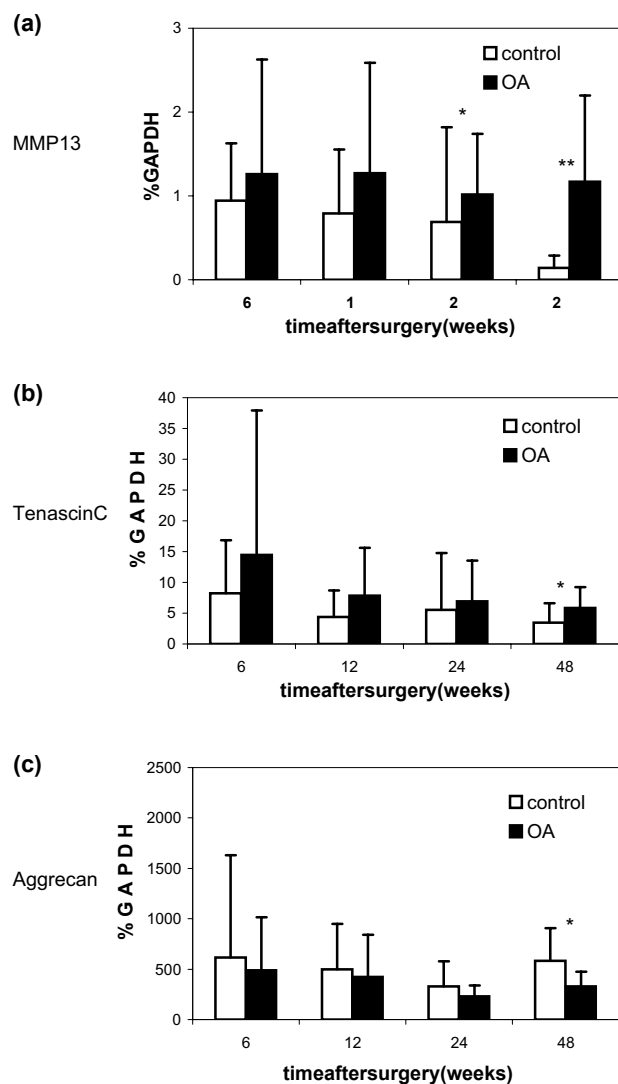 (a)
MMP13
%GAPDH
3
2
1
0
control
OA
*
**
6 1 2 2
timeaftersurgery(weeks)
(b)
TenascinC
% G A P D H
40
35
30
25
20
15
10
5
0
control
OA
*
6 12 24 48
timeaftersurgery(weeks)
(c)
Aggrecan
% G A P D H
2500
2000
1500
1000
500
0
control
OA
*
6 12 24 48
timeaftersurgery(weeks)